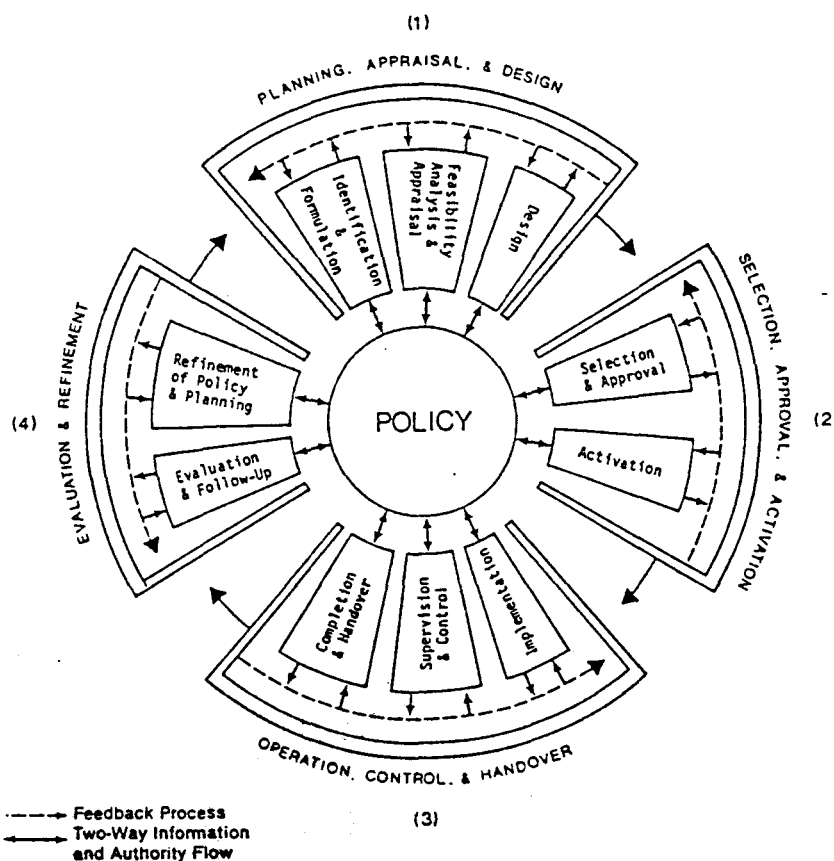 (1)
PLANNING, APPRAISAL, & DESIGN
Identification
&
Formulation
Feasibility
Analysis &
Appraisal
Design
SELECTION, APPROVAL, & ACTIVATION
(2
Selection
& Approval
Activation
POLICY
EVALUATION & REFINEMENT
(4)
Refinement
of Policy
& Planning
Evaluation
& Follow-Up
Completion
& Handover
Supervision
& Control
Implementation
OPERATION, CONTROL, & HANDOVER
(3)
Feedback Process
Two-Way Information
and Authority Flow